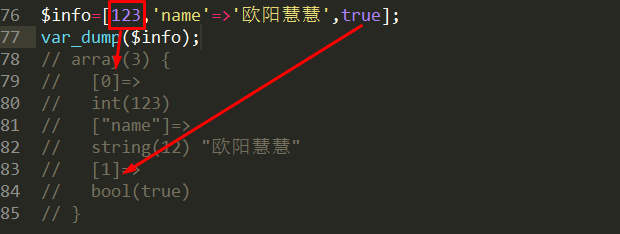 76 $info=[123,'name'=>'欧阳慧慧',true];
77 var_dump($info);
78 // array(3) {
79 //   [0]=>
80 //   int(123)
81 //   ["name"]=>
82 //   string(12) "欧阳慧慧"
83 //   [1]=>
84 //   bool(true)
85 // }